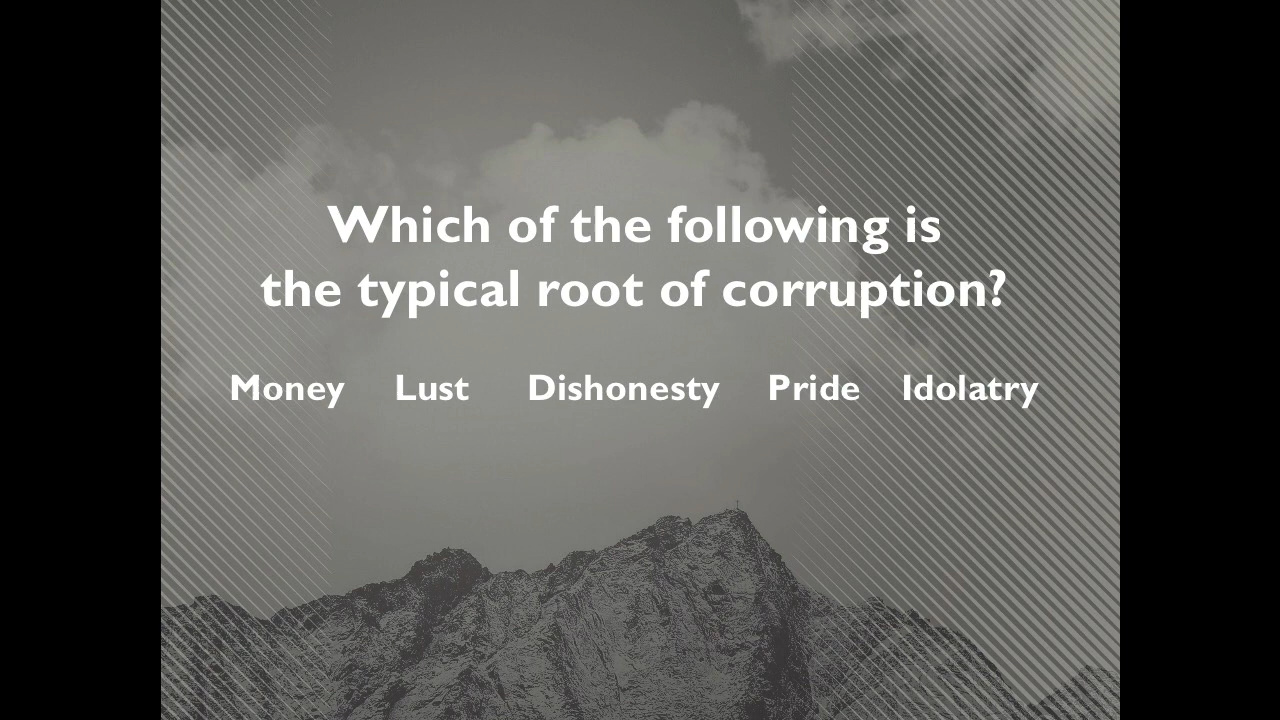 Which of the following is
the typical root of corruption?
Money Lust Dishonesty Pride Idolatry